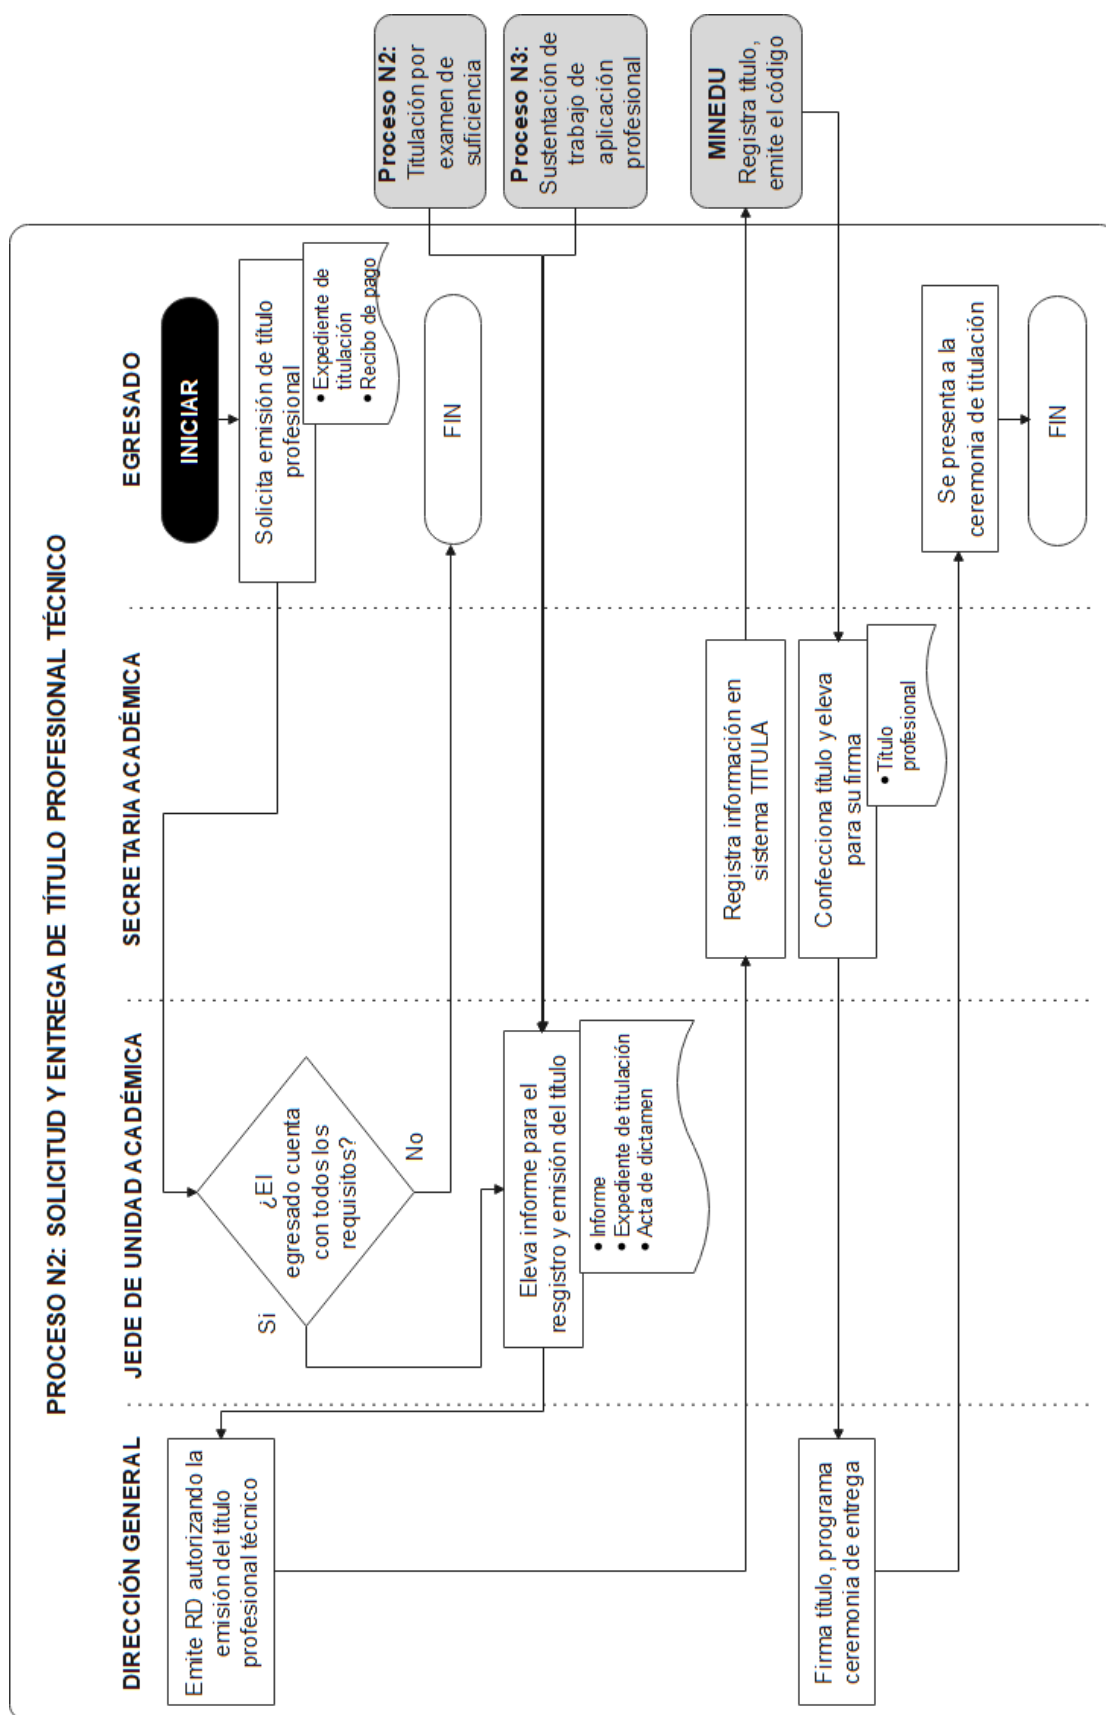 PROCESO N2: SOLICITUD Y ENTREGA DE TÍTULO PROFESIONAL TÉCNICO
DIRECCIÓN GENERAL
JEDE DE UNIDAD ACADÉMICA
SECRETARIA ACADÉMICA
EGRESADO
INICIAR
Solicita emisión de título
profesional
• Expediente de
titulación
• Recibo de pago
¿El
egresado cuenta
con todos los
requisitos?
Si
No
FIN
Proceso N2:
Titulación por
examen de
suficiencia
Proceso N3:
Sustentación de
trabajo de
aplicación
profesional
Eleva informe para el
resgistro y emisión del título
• Informe
• Expediente de titulación
• Acta de dictamen
Emite RD autorizando la
emisión del título
profesional técnico
Registra información en
sistema TITULA
MINEDU
Registra título,
emite el código
Confecciona título y eleva
para su firma
• Título
profesional
Firma título, programa
ceremonia de entrega
Se presenta a la
ceremonia de titulación
FIN